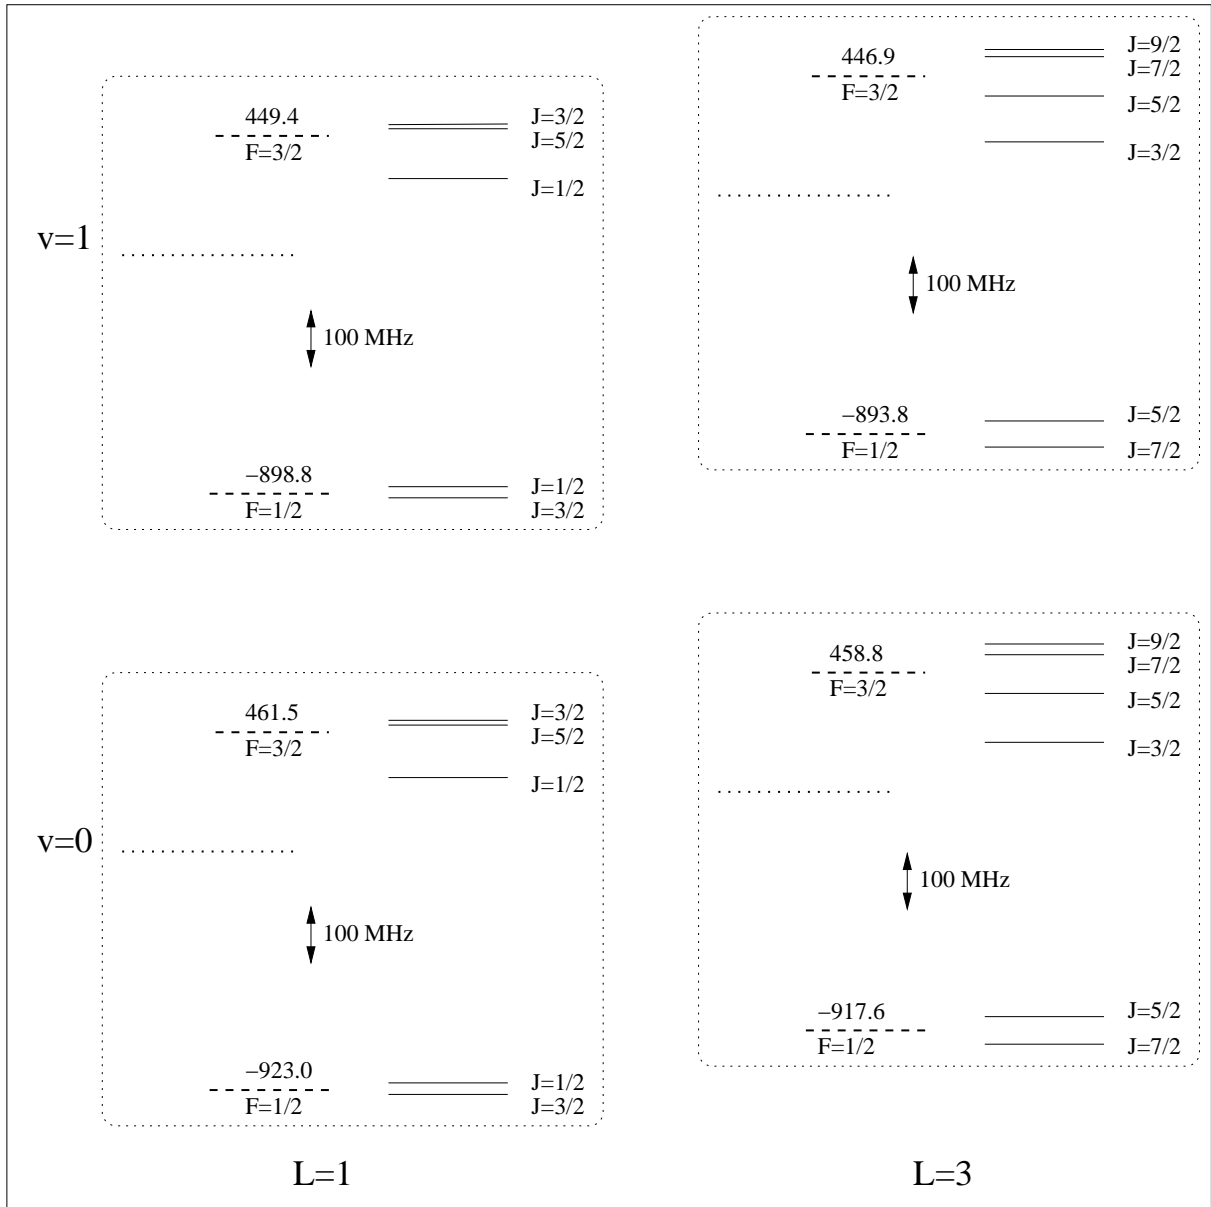 449.4
F=3/2
J=3/2
J=5/2
J=1/2
v=1
100 MHz
−898.8
F=1/2
J=1/2
J=3/2
446.9
F=3/2
J=9/2
J=7/2
J=5/2
J=3/2
100 MHz
−893.8
F=1/2
J=5/2
J=7/2
461.5
F=3/2
J=3/2
J=5/2
J=1/2
v=0
100 MHz
−923.0
F=1/2
J=1/2
J=3/2
458.8
F=3/2
J=9/2
J=7/2
J=5/2
J=3/2
100 MHz
−917.6
F=1/2
J=5/2
J=7/2
L=1
L=3